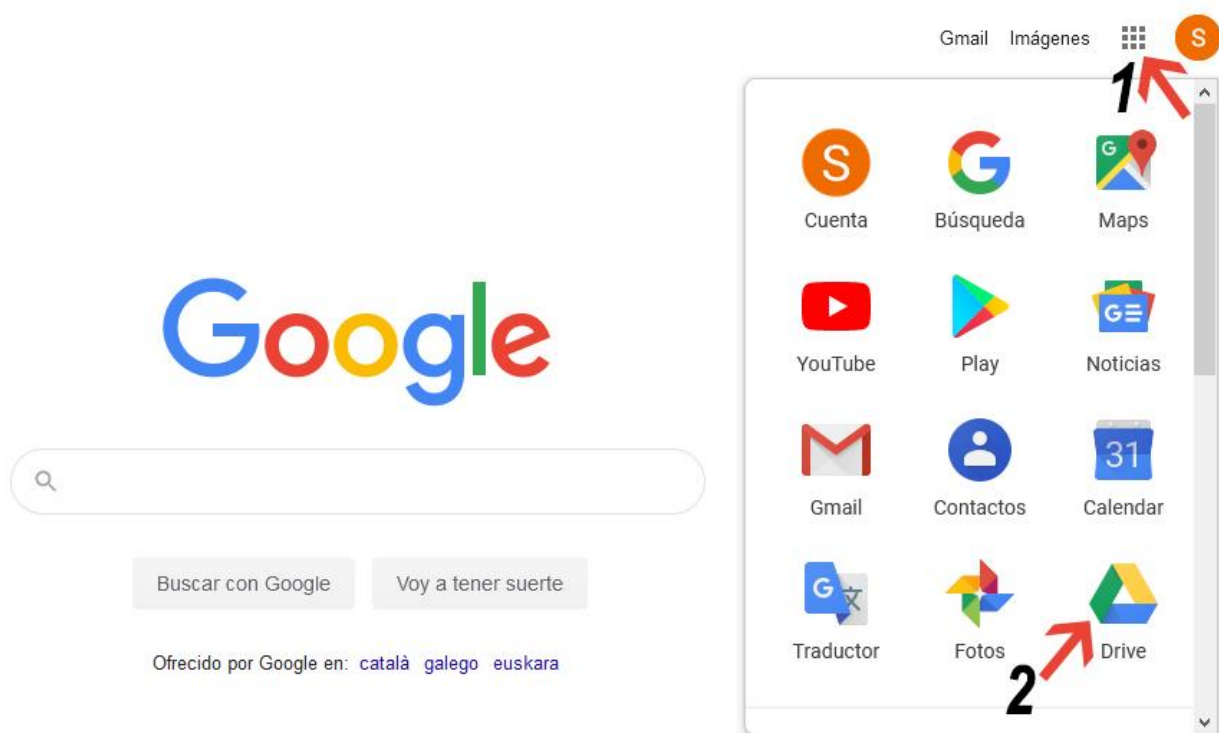 Gmail Imágenes S
1
S G G
Cuenta Búsqueda Maps
G
YouTube Play Noticias
Google
31
Gmail Contactos Calendar
Buscar con Google Voy a tener suerte
G 文
Traductor Fotos Drive
Ofrecido por Google en: català galego euskara
2